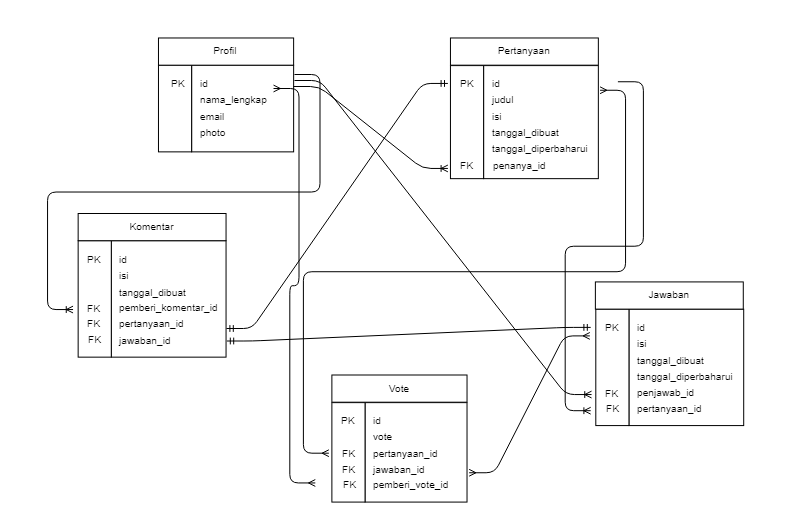 Profil
PK id
nama_lengkap
email
photo
Pertanyaan
PK id
judul
isi
tanggal_dibuat
tanggal_diperbaharui
FK penanya_id
Komentar
PK id
isi
tanggal_dibuat
FK pemberi_komentar_id
FK pertanyaan_id
FK jawaban_id
Jawaban
PK id
isi
tanggal_dibuat
tanggal_diperbaharui
FK penjawab_id
FK pertanyaan_id
Vote
PK id
vote
FK pertanyaan_id
FK jawaban_id
FK pemberi_vote_id